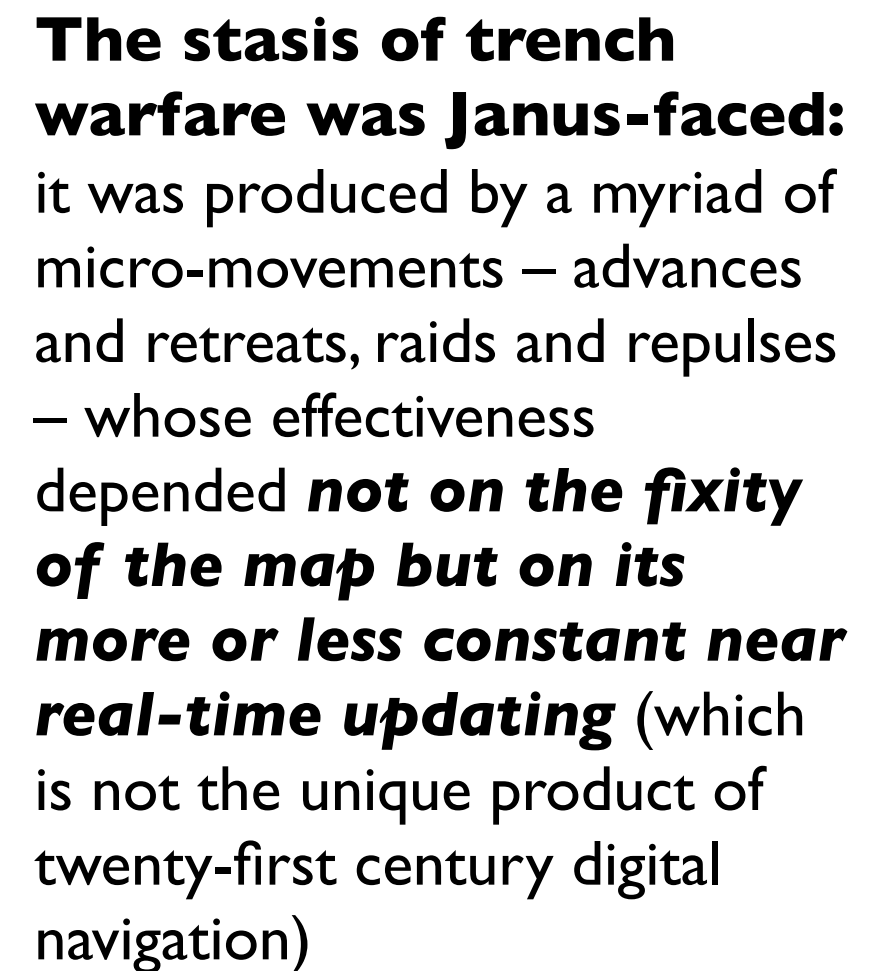 The stasis of trench
warfare was Janus-faced:
it was produced by a myriad of
micro-movements – advances
and retreats, raids and repulses
– whose effectiveness
depended not on the fixity
of the map but on its
more or less constant near
real-time updating (which
is not the unique product of
twenty-first century digital
navigation)